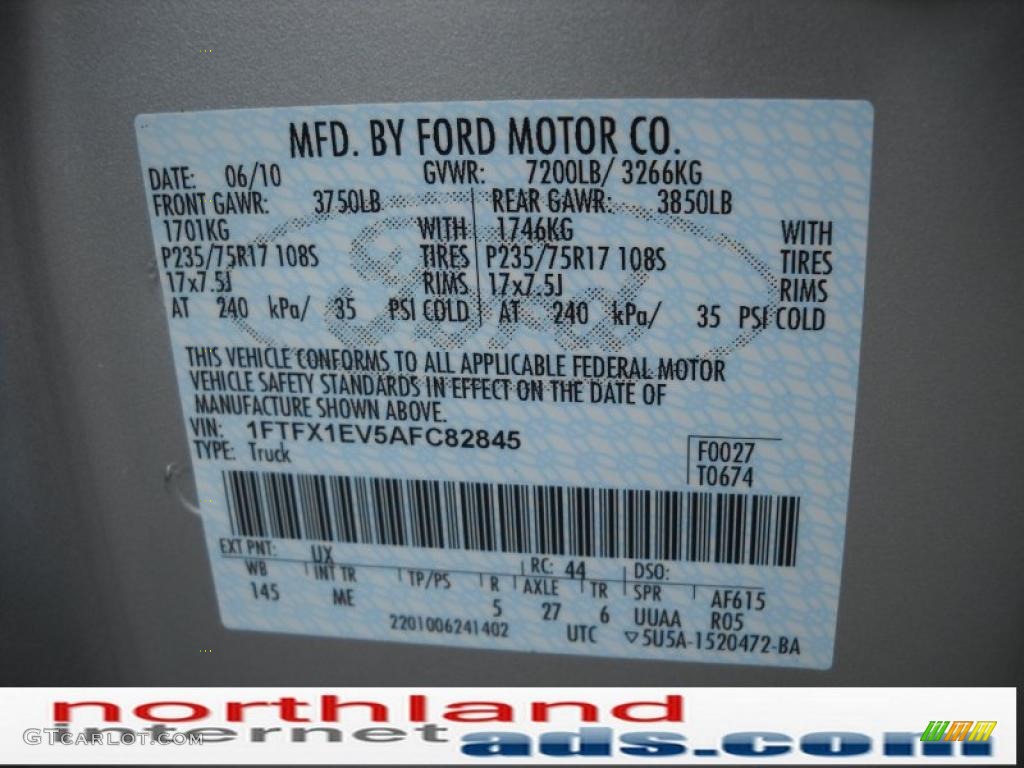 MFD. BY FORD MOTOR CO.
DATE: 06/10 GVWR: 7200LB/ 3266KG
FRONT GAWR: 3750LB REAR GAWR: 3850LB
1701KG WITH 1746KG WITH
P235/75R17 108S TIRES P235/75R17 108S TIRES
17x7.5J RIMS 17x7.5J RIMS
AT 240 kPa/ 35 PSI COLD AT 240 kPa/ 35 PSI COLD
THIS VEHICLE CONFORMS TO ALL APPLICABLE FEDERAL MOTOR
VEHICLE SAFETY STANDARDS IN EFFECT ON THE DATE OF
MANUFACTURE SHOWN ABOVE.
VIN: 1FTFX1EV5AFC82845
TYPE: Truck
F0027
T0674
EXT PNT: UX RC: 44 DSO:
WB INT TR TP/PS R AXLE TR SPR AF615
145 ME 5 27 6 UUAA R05
2201006241402 UTC ▽5U5A-1520472-BA
Ford
northland
internet ads.com
GTCarLot.com